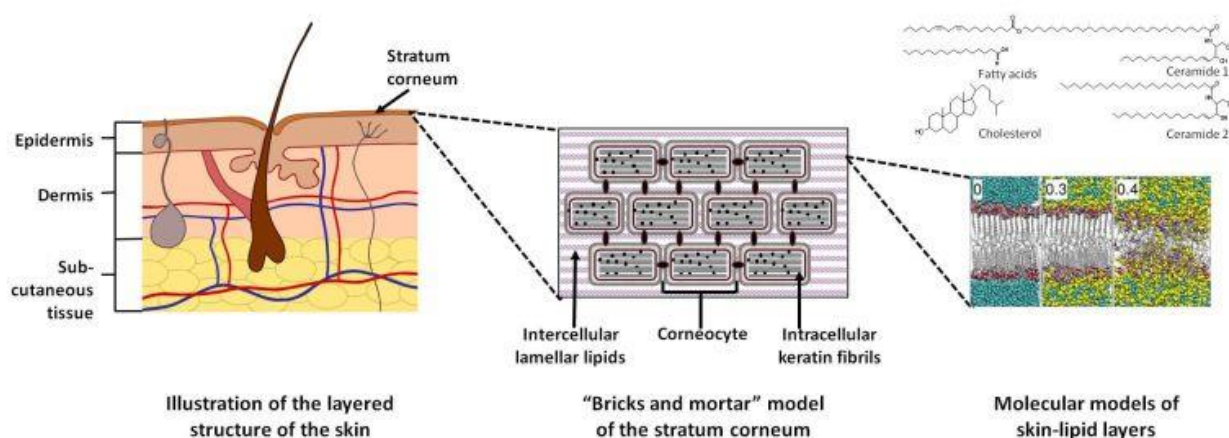 Stratum
corneum
Epidermis
Dermis
Sub-
cutaneous
tissue
Illustration of the layered
structure of the skin
Intercellular
lamellar lipids
Corneocyte
Intracellular
keratin fibrils
“Bricks and mortar” model
of the stratum corneum
Fatty acids
Ceramide 1
HO
Cholesterol
Ceramide 2
0
0.3
0.4
Molecular models of
skin-lipid layers